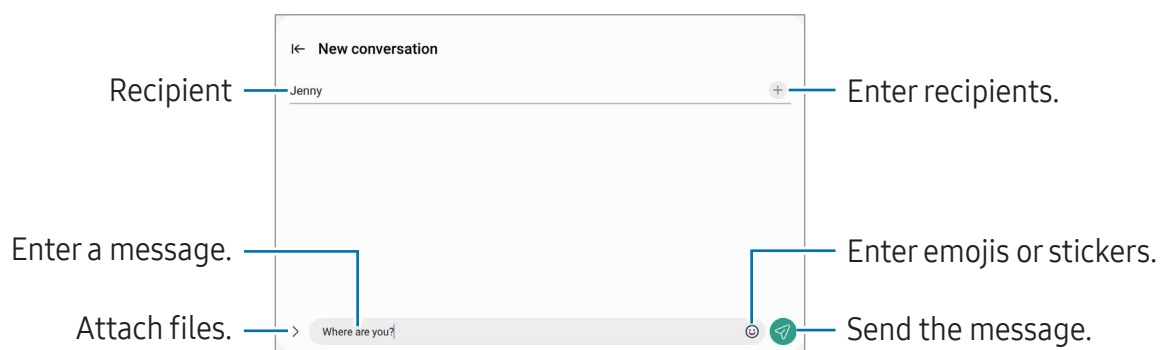 New conversation
Recipient
Jenny
Enter recipients.
Enter a message.
Enter emojis or stickers.
Attach files.
Where are you?
Send the message.